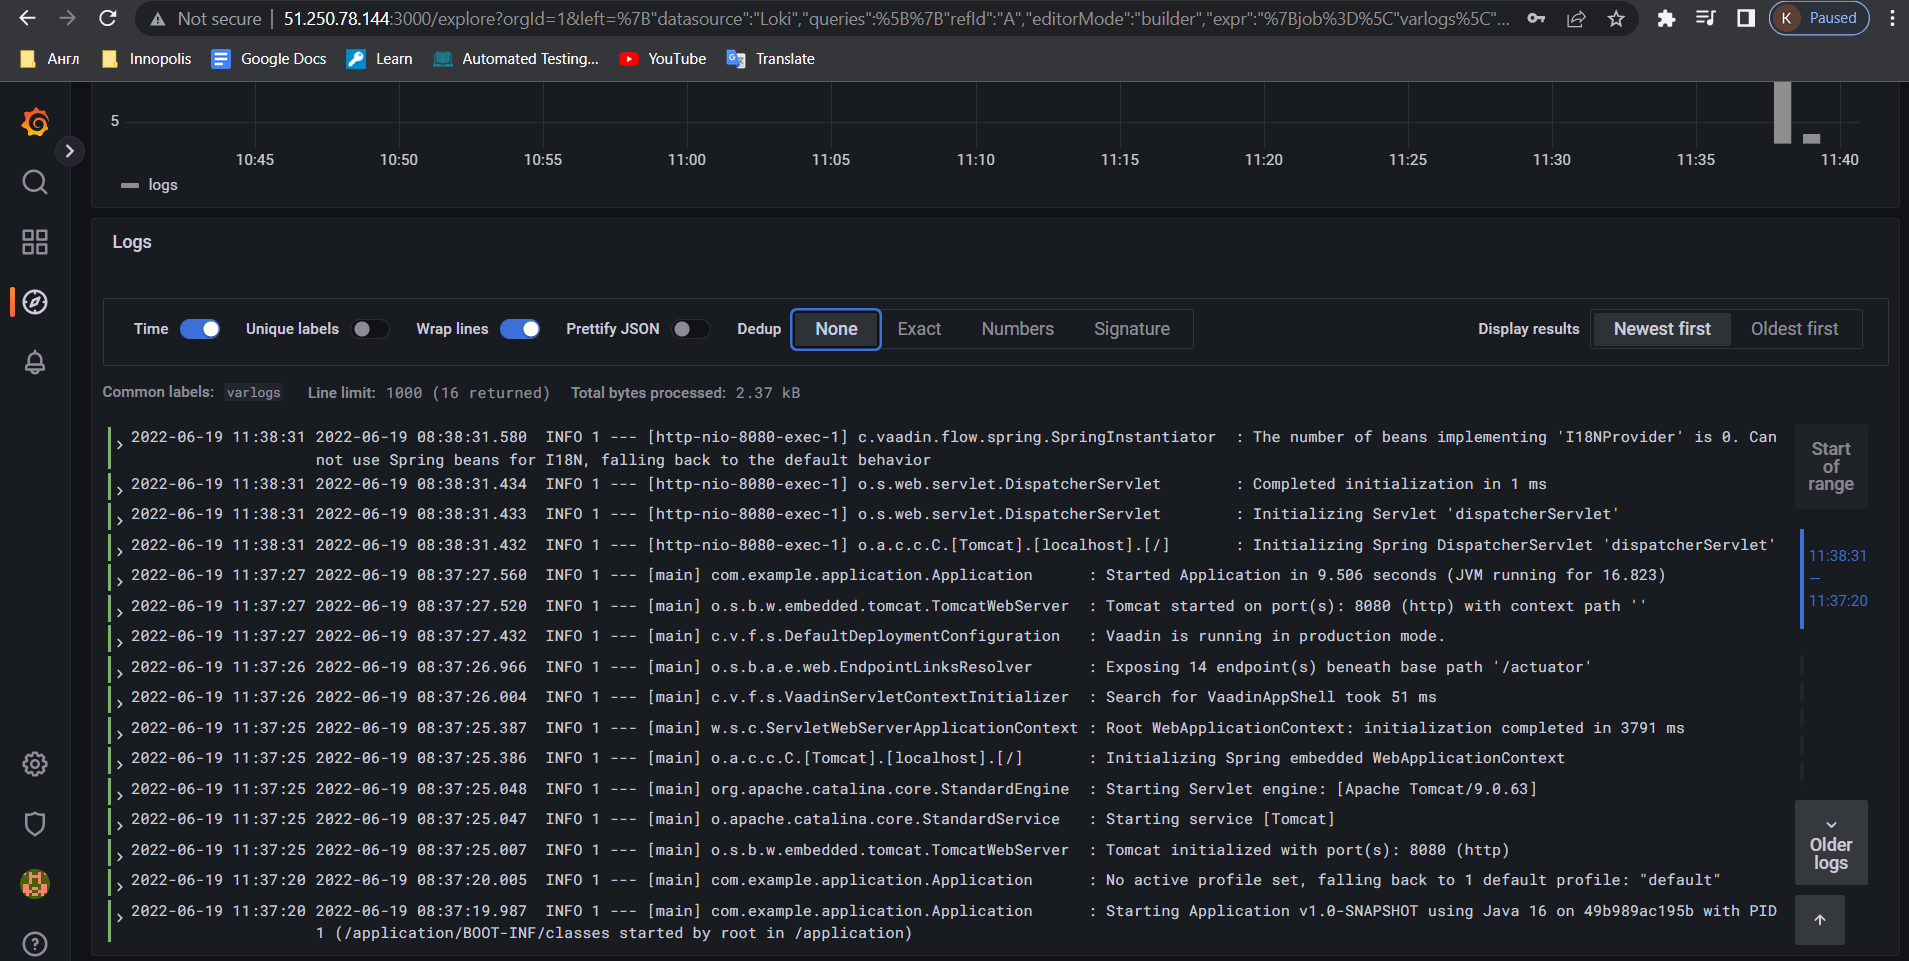 Not secure | 51.250.78.144:3000/explore?orgId=1&left=%7B"datasource":"Loki","queries":%5B%7B"refId":"A","editorMode":"builder","expr":"%7Bjob%3D%5C"varlogs%5C"...
K Paused
Англ Innopolis Google Docs Learn Automated Testing... YouTube Translate
5
10:45 10:50 10:55 11:00 11:05 11:10 11:15 11:20 11:25 11:30 11:35 11:40
logs
Logs
Time Unique labels Wrap lines Prettify JSON Dedup None Exact Numbers Signature Display results Newest first Oldest first
Common labels: varlogs Line limit: 1000 (16 returned) Total bytes processed: 2.37 kB
2022-06-19 11:38:31 2022-06-19 08:38:31.580  INFO 1 --- [http-nio-8080-exec-1] c.vaadin.flow.spring.SpringInstantiator  : The number of beans implementing 'I18NProvider' is 0. Can
not use Spring beans for I18N, falling back to the default behavior
2022-06-19 11:38:31 2022-06-19 08:38:31.434  INFO 1 --- [http-nio-8080-exec-1] o.s.web.servlet.DispatcherServlet        : Completed initialization in 1 ms
2022-06-19 11:38:31 2022-06-19 08:38:31.433  INFO 1 --- [http-nio-8080-exec-1] o.s.web.servlet.DispatcherServlet        : Initializing Servlet 'dispatcherServlet'
2022-06-19 11:38:31 2022-06-19 08:38:31.432  INFO 1 --- [http-nio-8080-exec-1] o.a.c.c.C.[Tomcat].[localhost].[/]       : Initializing Spring DispatcherServlet 'dispatcherServlet'
2022-06-19 11:37:27 2022-06-19 08:37:27.560  INFO 1 --- [main] com.example.application.Application      : Started Application in 9.506 seconds (JVM running for 16.823)
2022-06-19 11:37:27 2022-06-19 08:37:27.520  INFO 1 --- [main] o.s.b.w.embedded.tomcat.TomcatWebServer  : Tomcat started on port(s): 8080 (http) with context path ''
2022-06-19 11:37:27 2022-06-19 08:37:27.432  INFO 1 --- [main] c.v.f.s.DefaultDeploymentConfiguration   : Vaadin is running in production mode.
2022-06-19 11:37:26 2022-06-19 08:37:26.966  INFO 1 --- [main] o.s.b.a.e.web.EndpointLinksResolver      : Exposing 14 endpoint(s) beneath base path '/actuator'
2022-06-19 11:37:26 2022-06-19 08:37:26.004  INFO 1 --- [main] c.v.f.s.VaadinServletContextInitializer  : Search for VaadinAppShell took 51 ms
2022-06-19 11:37:25 2022-06-19 08:37:25.387  INFO 1 --- [main] w.s.c.ServletWebServerApplicationContext : Root WebApplicationContext: initialization completed in 3791 ms
2022-06-19 11:37:25 2022-06-19 08:37:25.386  INFO 1 --- [main] o.a.c.c.C.[Tomcat].[localhost].[/]       : Initializing Spring embedded WebApplicationContext
2022-06-19 11:37:25 2022-06-19 08:37:25.048  INFO 1 --- [main] org.apache.catalina.core.StandardEngine  : Starting Servlet engine: [Apache Tomcat/9.0.63]
2022-06-19 11:37:25 2022-06-19 08:37:25.047  INFO 1 --- [main] o.apache.catalina.core.StandardService   : Starting service [Tomcat]
2022-06-19 11:37:25 2022-06-19 08:37:25.007  INFO 1 --- [main] o.s.b.w.embedded.tomcat.TomcatWebServer  : Tomcat initialized with port(s): 8080 (http)
2022-06-19 11:37:20 2022-06-19 08:37:20.005  INFO 1 --- [main] com.example.application.Application      : No active profile set, falling back to 1 default profile: "default"
2022-06-19 11:37:20 2022-06-19 08:37:19.987  INFO 1 --- [main] com.example.application.Application      : Starting Application v1.0-SNAPSHOT using Java 16 on 49b989ac195b with PID
1 (/application/BOOT-INF/classes started by root in /application)
Start
of
range
11:38:31
—
11:37:20
Older
logs